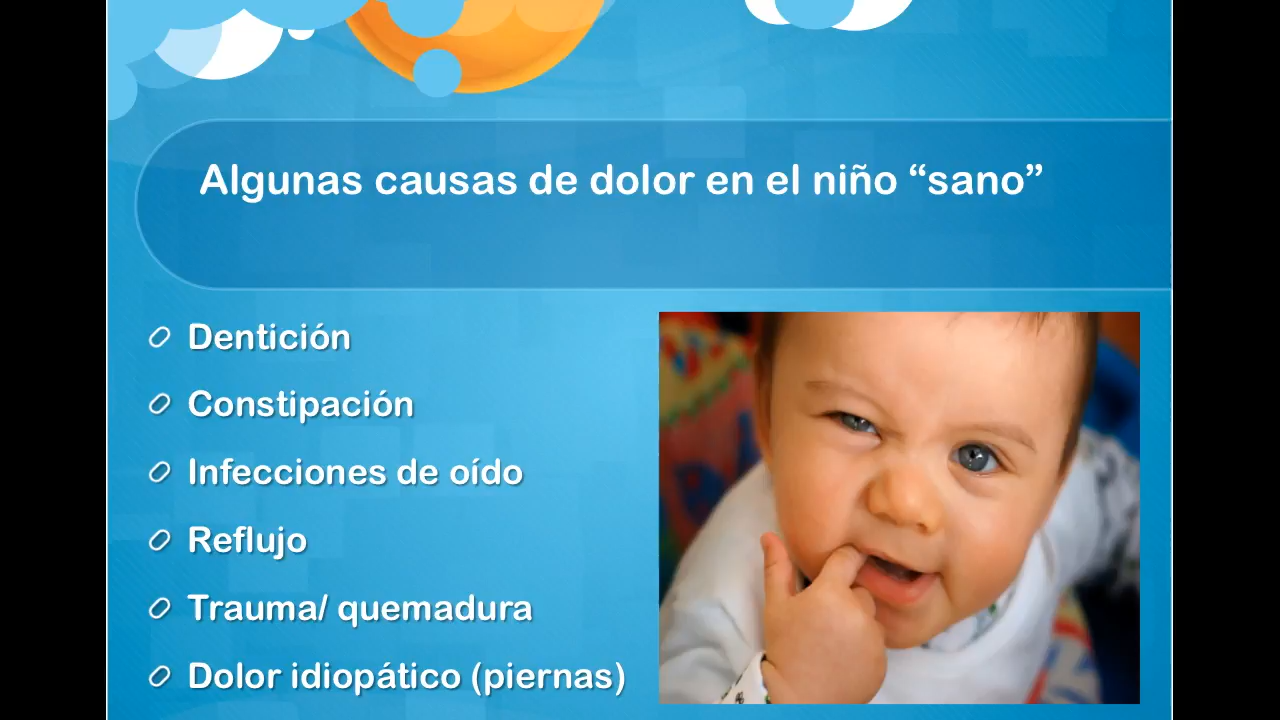 Algunas causas de dolor en el niño “sano”
Dentición
Constipación
Infecciones de oído
Reflujo
Trauma/ quemadura
Dolor idiopático (piernas)